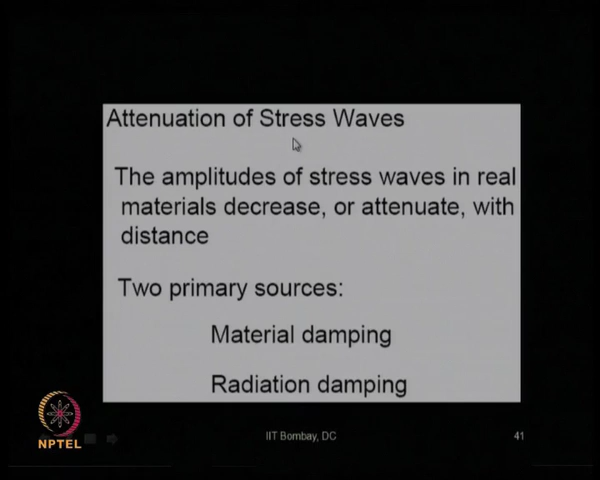 Attenuation of Stress Waves
The amplitudes of stress waves in real
materials decrease, or attenuate, with
distance
Two primary sources:
Material damping
Radiation damping
NPTEL
IIT Bombay, DC
41